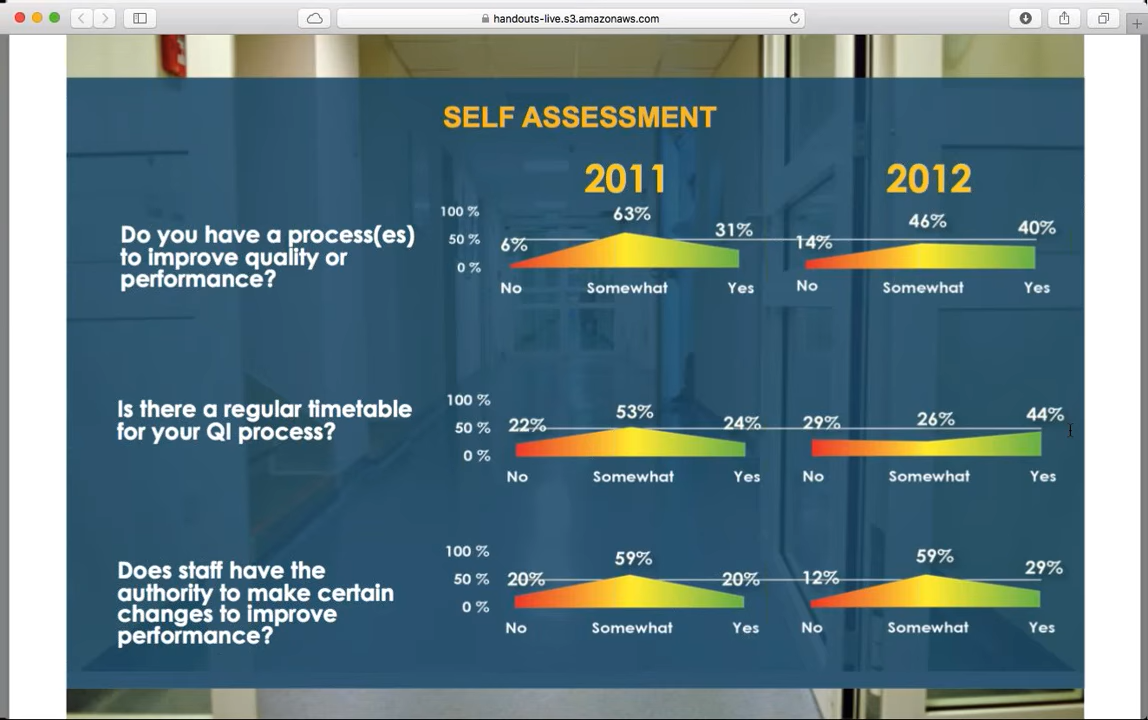 handouts-live.s3.amazonaws.com
SELF ASSESSMENT
2011
2012
Do you have a process(es)
to improve quality or
performance?
100 %
50 %
0 %
6%
63%
31%
No
Somewhat
Yes
14%
46%
40%
No
Somewhat
Yes
Is there a regular timetable
for your QI process?
100 %
50 %
0 %
22%
53%
24%
No
Somewhat
Yes
29%
26%
44%
No
Somewhat
Yes
Does staff have the
authority to make certain
changes to improve
performance?
100 %
50 %
0 %
20%
59%
20%
No
Somewhat
Yes
12%
59%
29%
No
Somewhat
Yes